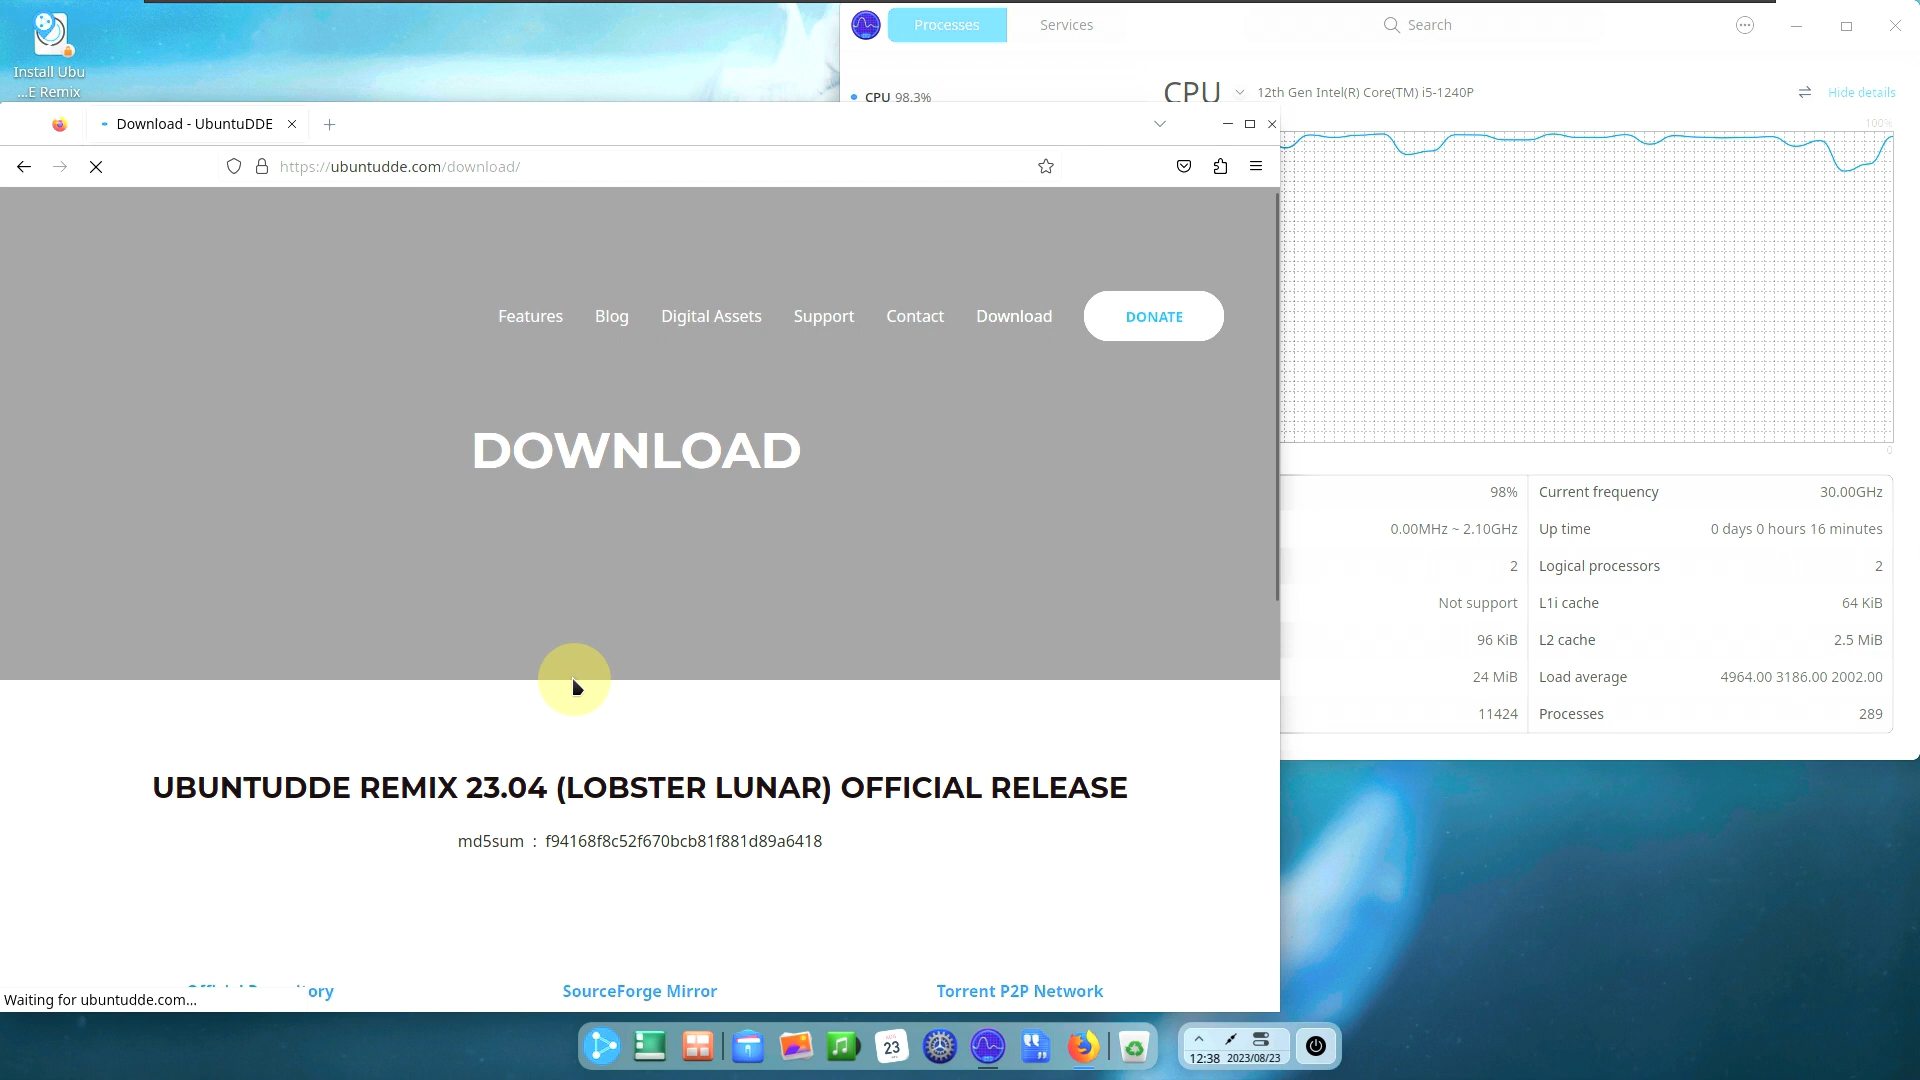 Install Ubu
...E Remix
Processes
Services
Search
CPU 98.3%
CPU
12th Gen Intel(R) Core(TM) i5-1240P
Hide details
100%
Download - UbuntuDDE
https://ubuntudde.com/download/
Features
Blog
Digital Assets
Support
Contact
Download
DONATE
DOWNLOAD
0
98%
Current frequency
30.00GHz
0.00MHz ~ 2.10GHz
Up time
0 days 0 hours 16 minutes
2
Logical processors
2
Not support
L1i cache
64 KiB
96 KiB
L2 cache
2.5 MiB
24 MiB
Load average
4964.00 3186.00 2002.00
11424
Processes
289
UBUNTUDDE REMIX 23.04 (LOBSTER LUNAR) OFFICIAL RELEASE
md5sum : f94168f8c52f670bcb81f881d89a6418
SourceForge Mirror
Torrent P2P Network
Waiting for ubuntudde.com...
23
12:38 2023/08/23